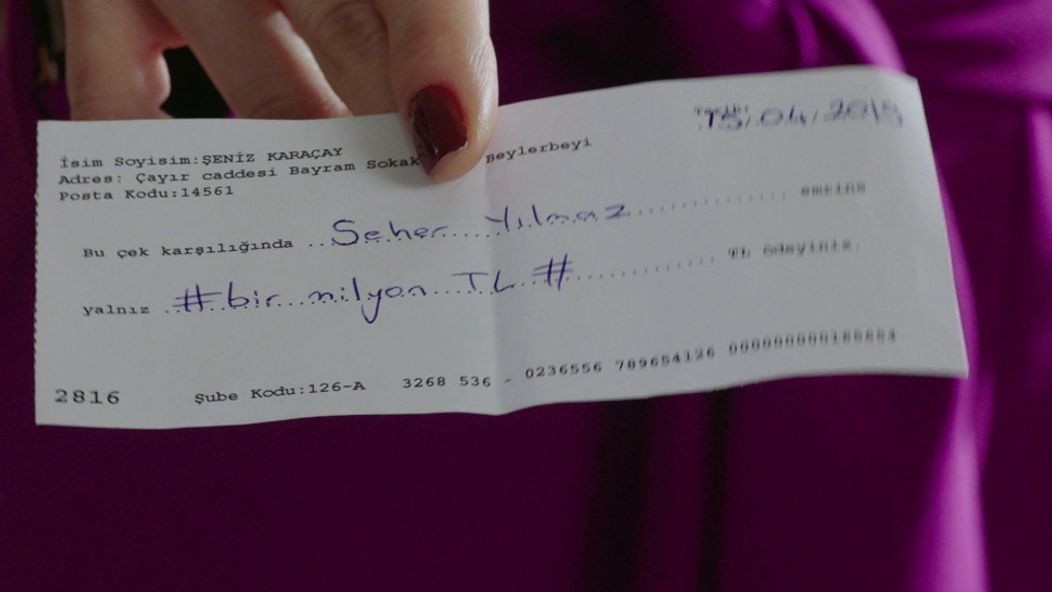 15/04/2015
İsim Soyisim:ŞENİZ KARAÇAY
Adres: Çayır caddesi Bayram Sokak Beylerbeyi
Posta Kodu:14561
Bu çek karşılığında ..Seher....Yılmaz.................. emrine
yalnız .#bir...milyon...TL.#............... TL ödeyiniz.
2816 Şube Kodu:126-A 3268 536 - 0236556 789654126